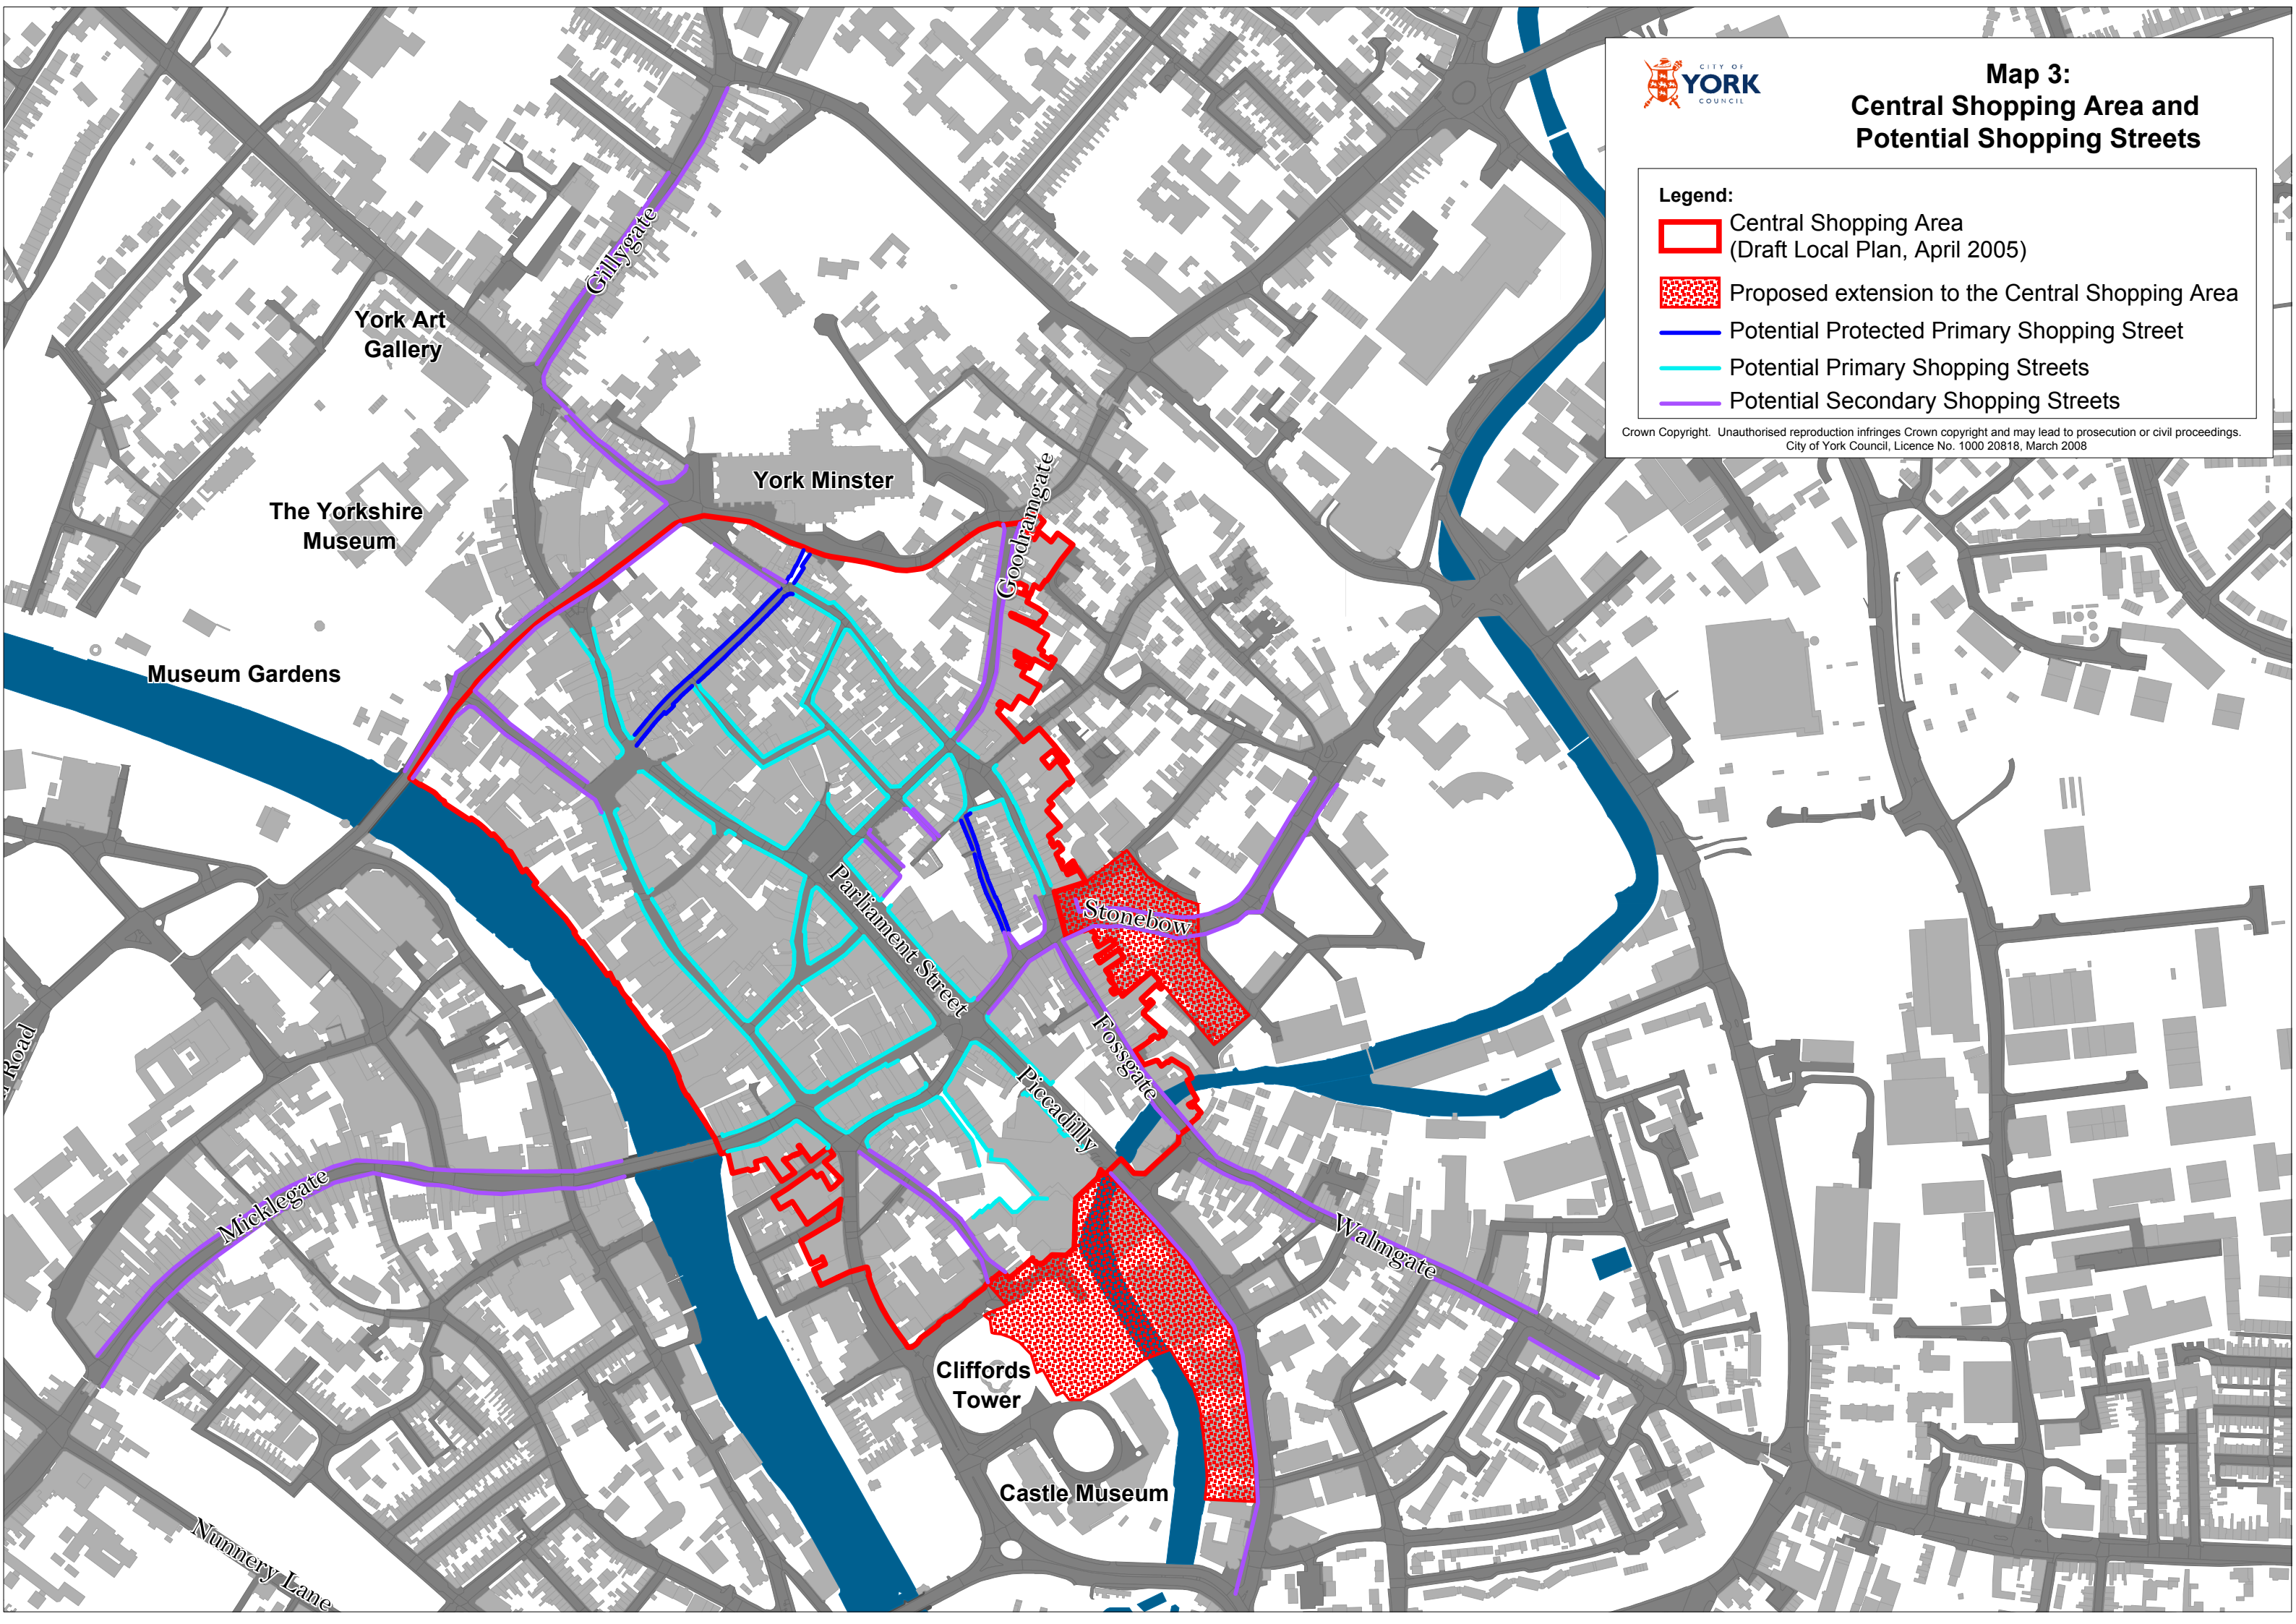 CITY OF
YORK
COUNCIL
Map 3:
Central Shopping Area and
Potential Shopping Streets
Legend:
Central Shopping Area
(Draft Local Plan, April 2005)
Proposed extension to the Central Shopping Area
Potential Protected Primary Shopping Street
Potential Primary Shopping Streets
Potential Secondary Shopping Streets
Crown Copyright. Unauthorised reproduction infringes Crown copyright and may lead to prosecution or civil proceedings.
City of York Council, Licence No. 1000 20818, March 2008
Gillygate
York Art
Gallery
York Minster
Goodramgate
The Yorkshire
Museum
Museum Gardens
Parliament Street
Stonebow
Fossgate
Piccadilly
Road
Micklegate
Walmgate
Cliffords
Tower
Castle Museum
Nunnery Lane